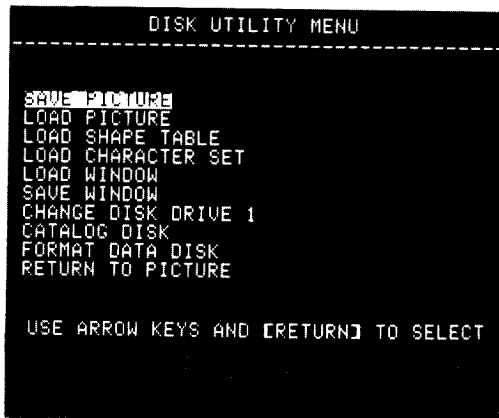 DISK UTILITY MENU
SAVE PICTURE
LOAD PICTURE
LOAD SHAPE TABLE
LOAD CHARACTER SET
LOAD WINDOW
SAVE WINDOW
CHANGE DISK DRIVE 1
CATALOG DISK
FORMAT DATA DISK
RETURN TO PICTURE
USE ARROW KEYS AND [RETURN] TO SELECT